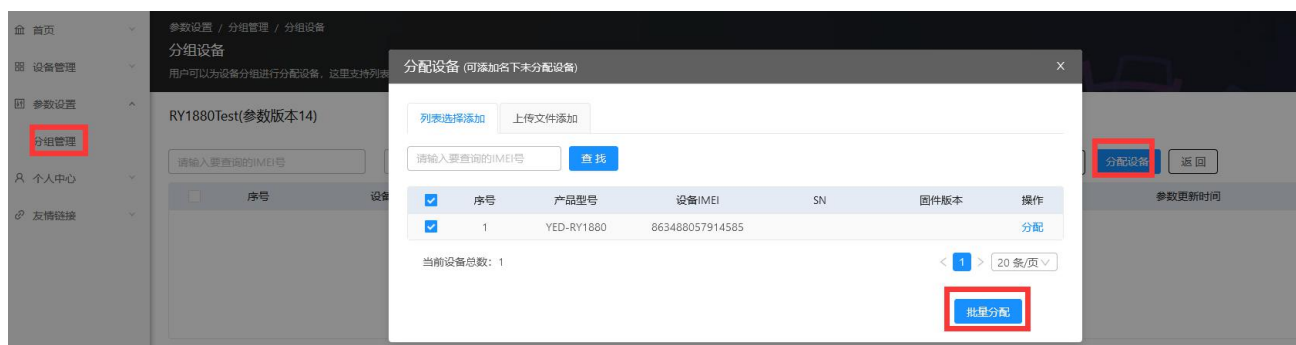 首页
设备管理
参数设置
分组管理
个人中心
友情链接
参数设置 / 分组管理 / 分组设备
分组设备
用户可以为设备分组进行分配设备,这里支持列表
RY1880Test(参数版本14)
请输入要查询的IMEI号
分配设备 返回
序号 设备 参数更新时间
分配设备 (可添加名下未分配设备) X
列表选择添加 上传文件添加
请输入要查询的IMEI号 查 找
序号 产品型号 设备IMEI SN 固件版本 操作
1 YED-RY1880 863488057914585 分配
当前设备总数:1 < 1 > 20 条/页
批量分配